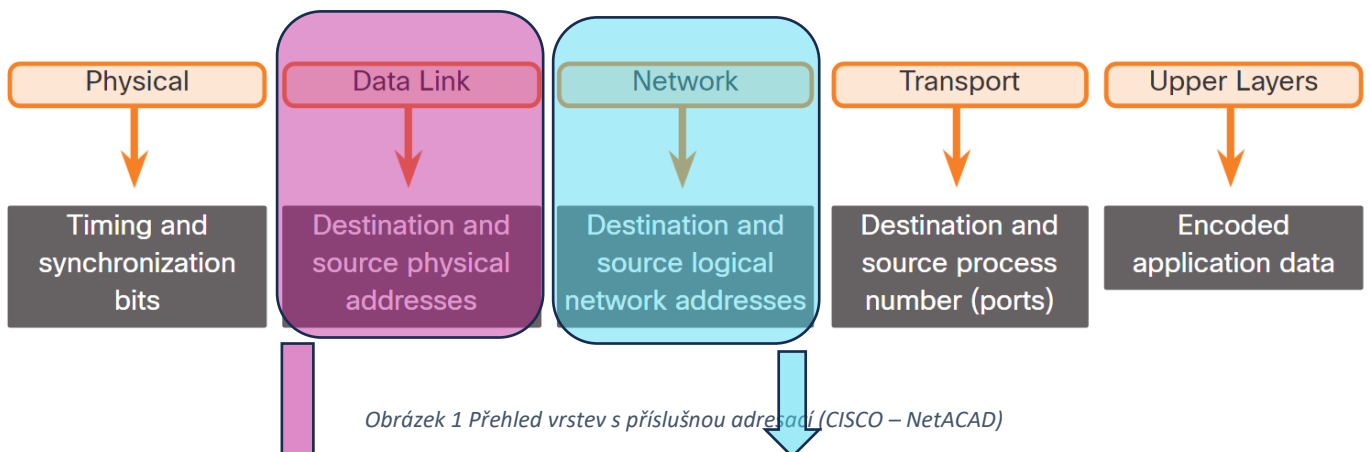 Physical
Data Link
Network
Transport
Upper Layers
Timing and
synchronization
bits
Destination and
source physical
addresses
Destination and
source logical
network addresses
Destination and
source process
number (ports)
Encoded
application data
Obrázek 1 Přehled vrstev s příslušnou adresací (CISCO – NetACAD)